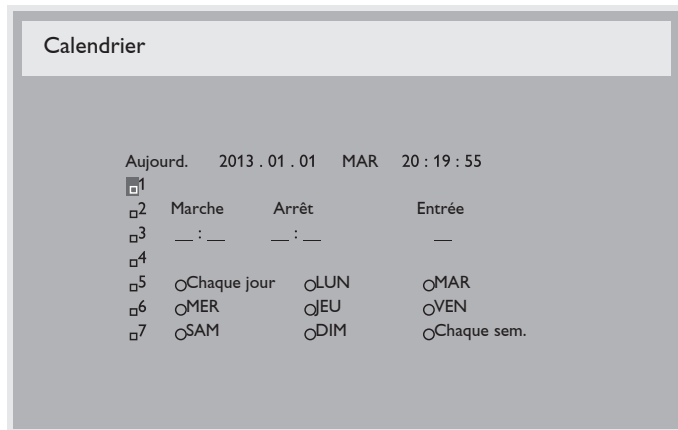 Calendrier
Aujourd. 2013 . 01 . 01 MAR 20 : 19 : 55
1
2 Marche Arrêt Entrée
3 __ : __ __ : __ __
4
5 Chaque jour LUN MAR
6 MER JEU VEN
7 SAM DIM Chaque sem.